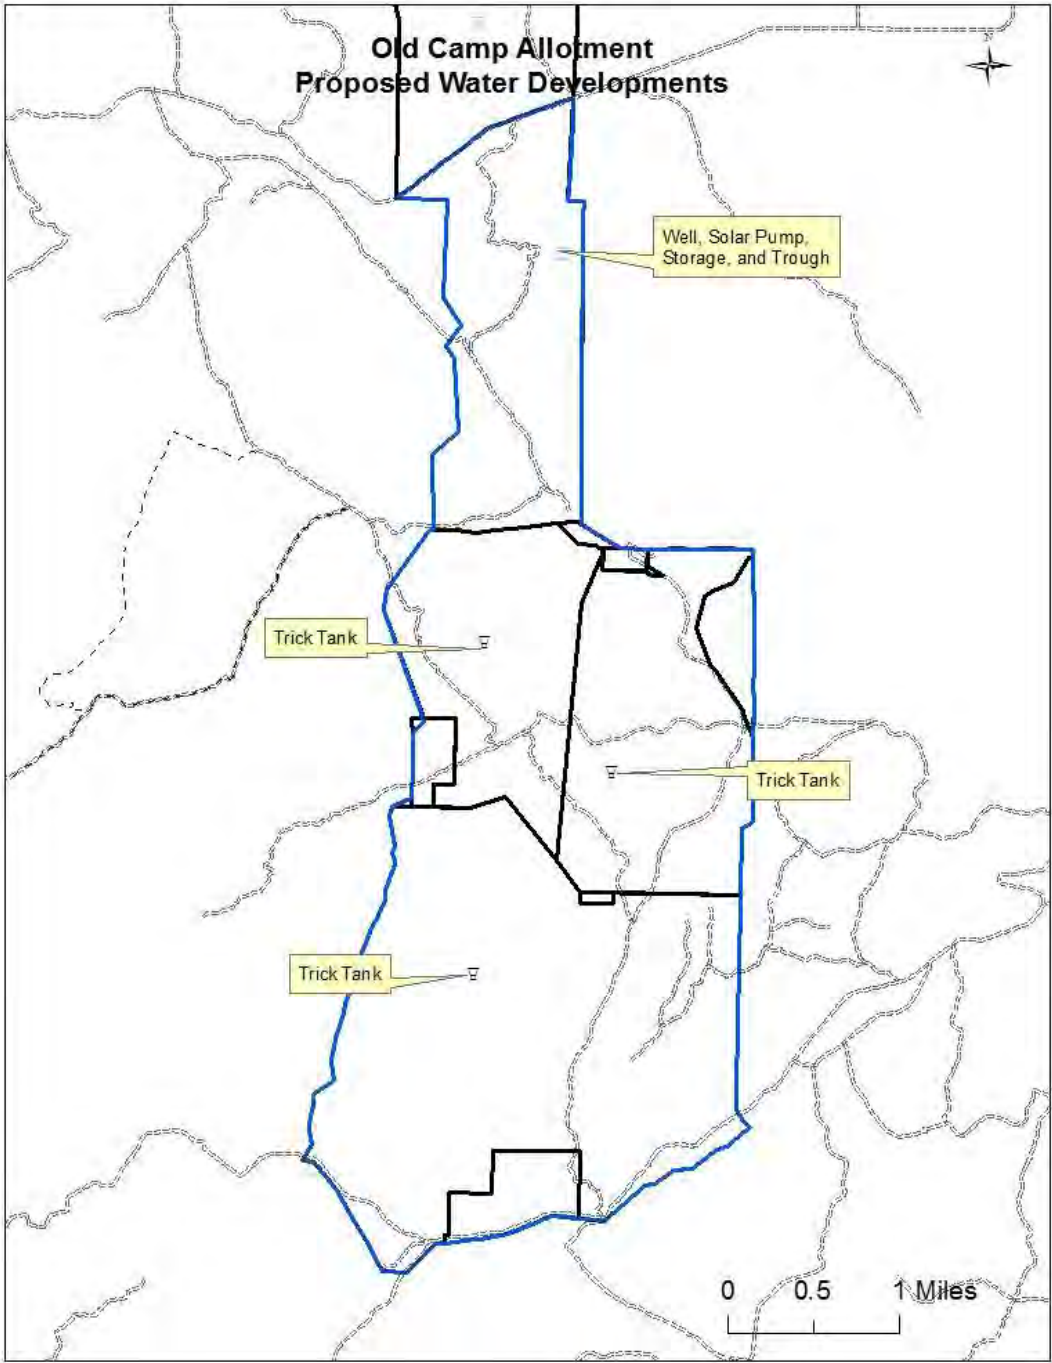 Old Camp Allotment
Proposed Water Developments
N
Well, Solar Pump,
Storage, and Trough
Trick Tank
Trick Tank
Trick Tank
0 0.5 1 Miles